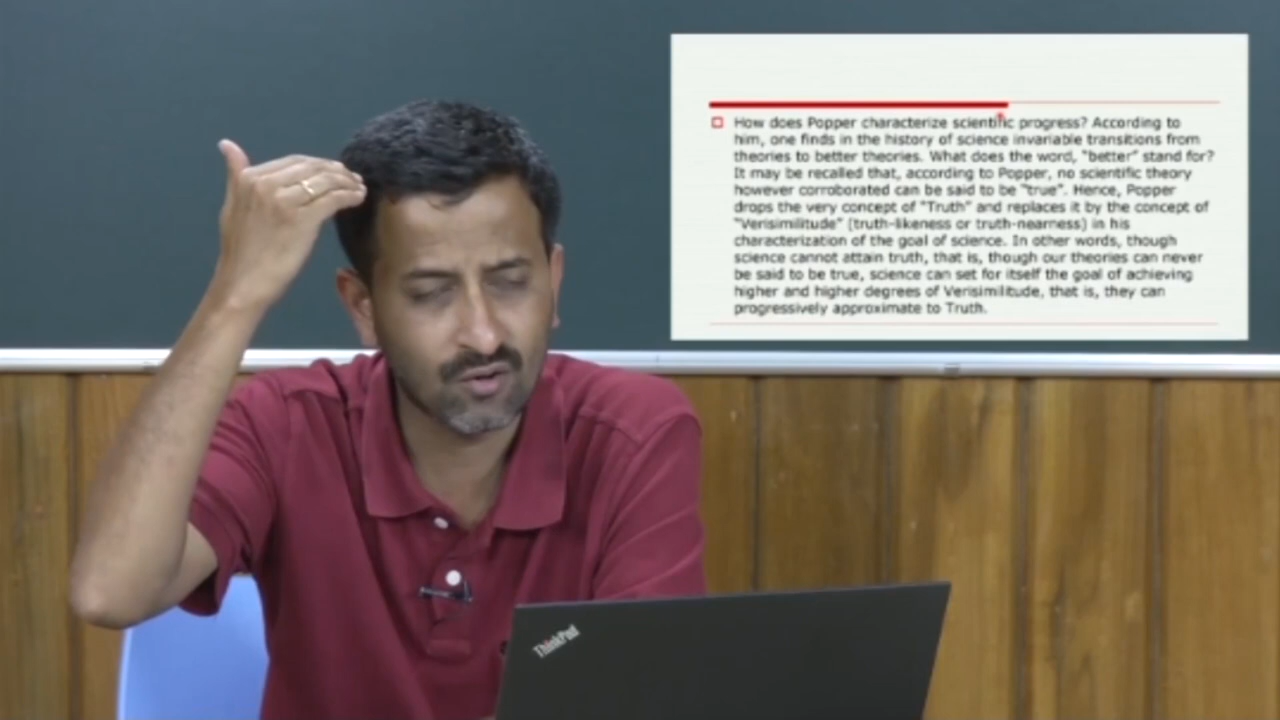 How does Popper characterize scientific progress? According to
him, one finds in the history of science invariable transitions from
theories to better theories. What does the word, "better" stand for?
It may be recalled that, according to Popper, no scientific theory
however corroborated can be said to be "true". Hence, Popper
drops the very concept of "Truth" and replaces it by the concept of
"Verisimilitude" (truth-likeness or truth-nearness) in his
characterization of the goal of science. In other words, though
science cannot attain truth, that is, though our theories can never
be said to be true, science can set for itself the goal of achieving
higher and higher degrees of Verisimilitude, that is, they can
progressively approximate to Truth.
ThinkPad